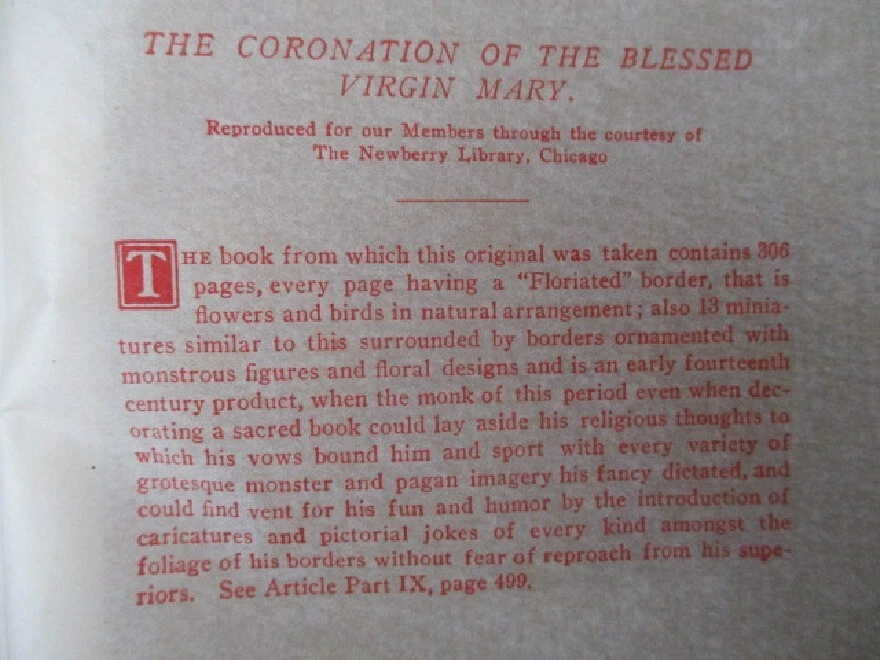 THE CORONATION OF THE BLESSED
VIRGIN MARY.
Reproduced for our Members through the courtesy of
The Newberry Library, Chicago
THE book from which this original was taken contains 306
pages, every page having a "Floriated" border, that is
flowers and birds in natural arrangement; also 13 minia-
tures similar to this surrounded by borders ornamented with
monstrous figures and floral designs and is an early fourteenth
century product, when the monk of this period even when dec-
orating a sacred book could lay aside his religious thoughts to
which his vows bound him and sport with every variety of
grotesque monster and pagan imagery his fancy dictated, and
could find vent for his fun and humor by the introduction of
caricatures and pictorial jokes of every kind amongst the
foliage of his borders without fear of reproach from his supe-
riors. See Article Part IX, page 499.